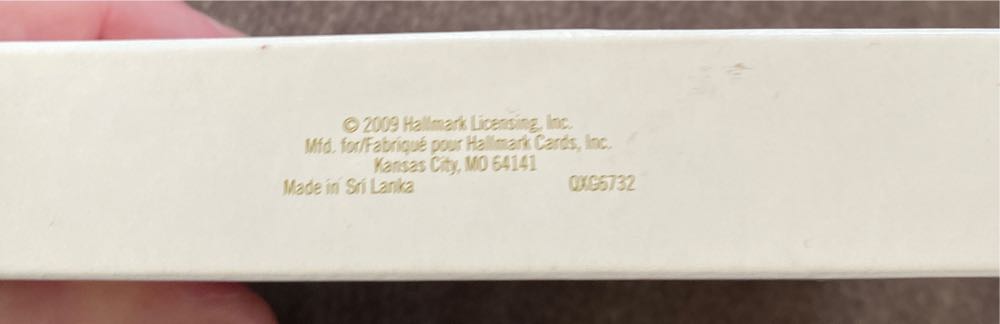 © 2009 Hallmark Licensing, Inc.
Mfd. for/Fabriqué pour Hallmark Cards, Inc.
Kansas City, MO 64141
Made in Sri Lanka QXG6732